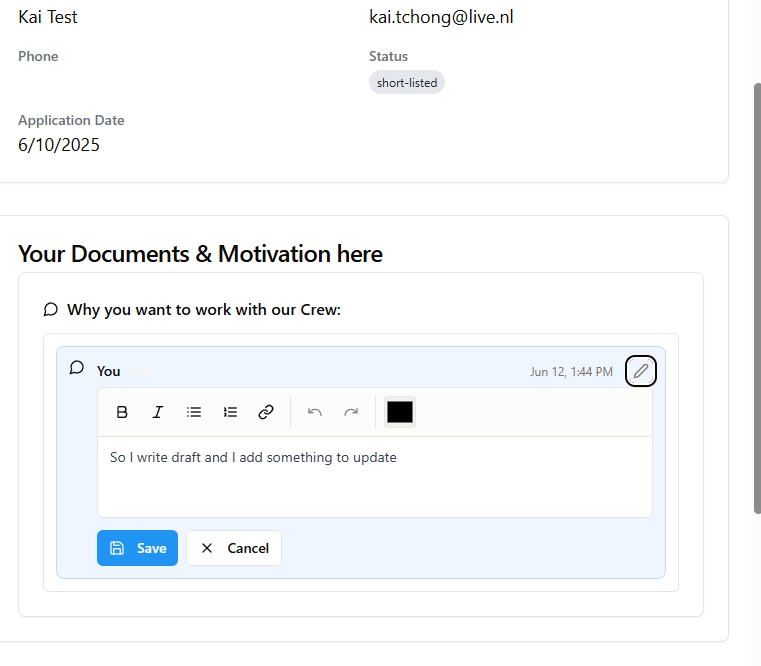 Kai Test
kai.tchong@live.nl
Phone
Status
short-listed
Application Date
6/10/2025
Your Documents & Motivation here
Why you want to work with our Crew:
You
Jun 12, 1:44 PM
B I
So I write draft and I add something to update
Save
Cancel